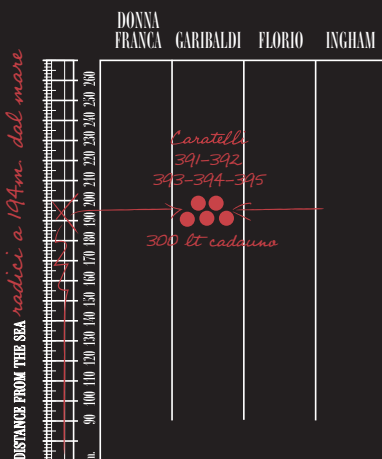 DONNA FRANCA
GARIBALDI
FLORIO
INGHAM
260
250
240
230
220
210
200
190
180
170
160
150
140
130
120
110
100
90
m.
DISTANCE FROM THE SEA
radici a 194m. dal mare
Caratelli
391-392
393-394-395
300 lt cadauno